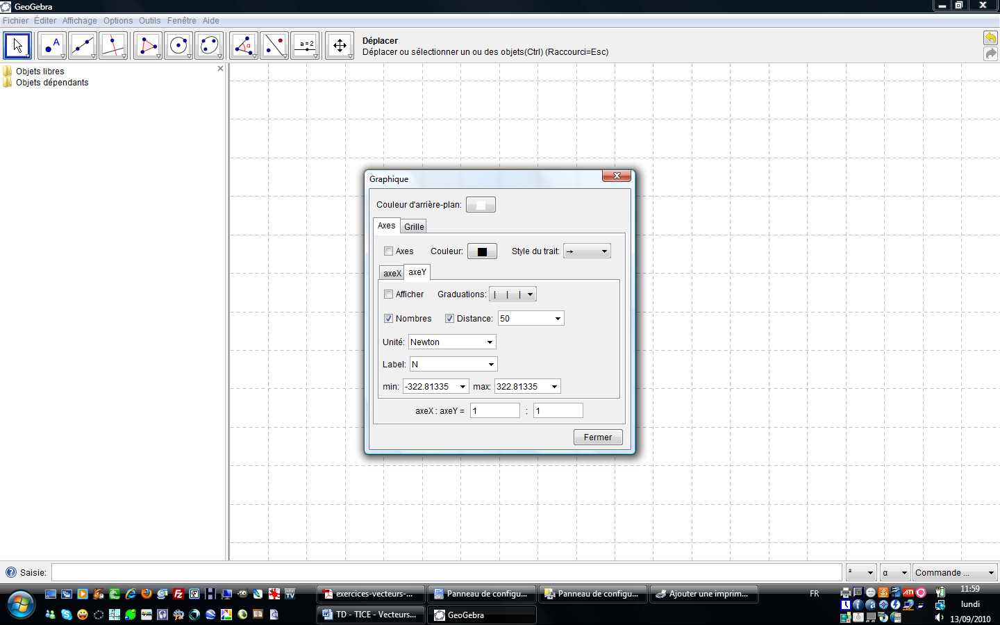 GeoGebra
Fichier Éditer Affichage Options Outils Fenêtre Aide
A
α
a = 2
Déplacer
Déplacer ou sélectionner un ou des objets(Ctrl) (Raccourci=Esc)
Objets libres
Objets dépendants
Graphique
Couleur d'arrière-plan:
Axes Grille
Axes Couleur: Style du trait:
axeX axeY
Afficher Graduations:
Nombres Distance: 50
Unité: Newton
Label: N
min: -322.81335 max: 322.81335
axeX : axeY = 1 : 1
Fermer
Saisie: ² α Commande ...
exercices-vecteurs-... Panneau de configu... Panneau de configu... Ajouter une imprim... FR 11:59
TD - TICE - Vecteurs... GeoGebra lundi
13/09/2010